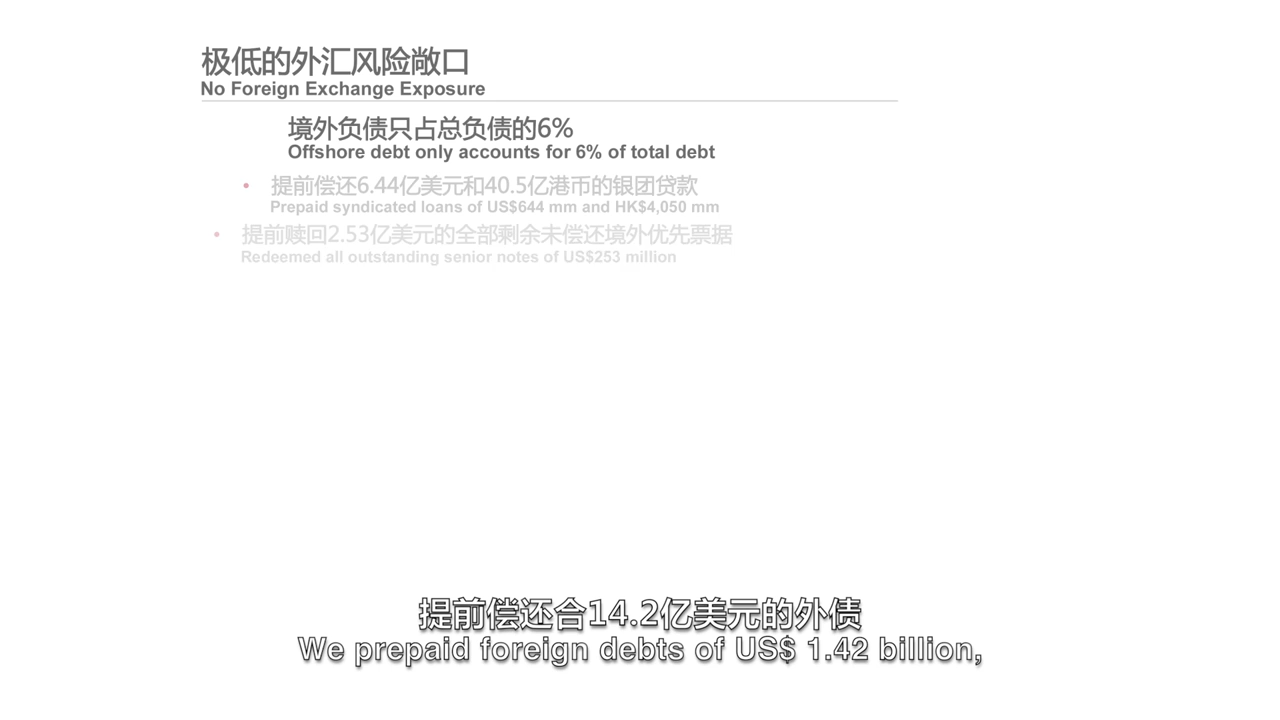 极低的外汇风险敞口
No Foreign Exchange Exposure
境外负债只占总负债的6%
Offshore debt only accounts for 6% of total debt
• 提前偿还6.44亿美元和40.5亿港币的银团贷款
Prepaid syndicated loans of US$644 mm and HK$4,050 mm
• 提前赎回2.53亿美元的全部剩余未偿还境外优先票据
Redeemed all outstanding senior notes of US$253 million
提前偿还合14.2亿美元的外债
We prepaid foreign debts of US$ 1.42 billion,